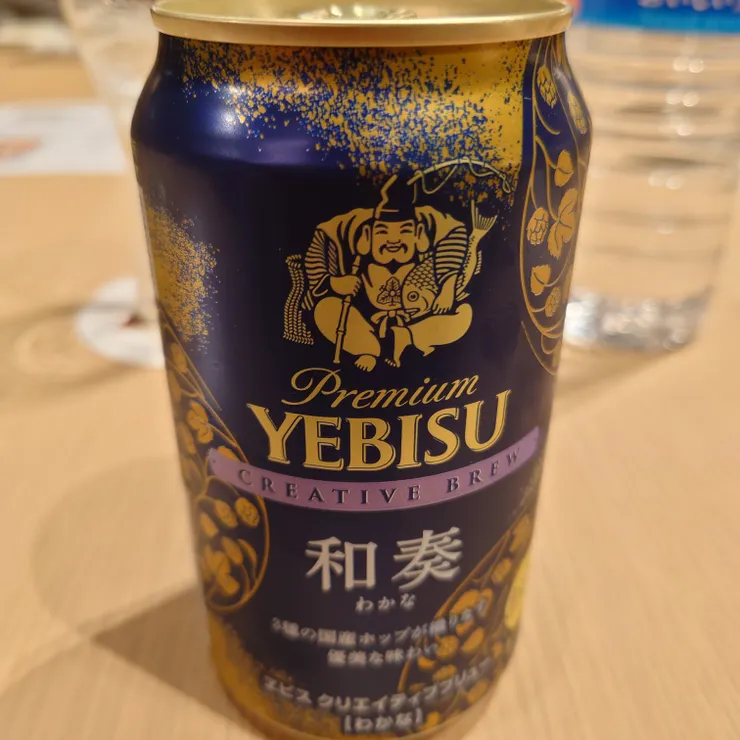 Premium
YEBISU
CREATIVE BREW
和奏
わかな
3種の国産ホップが織りなす
優美な味わい
ヱビス クリエイティブブリュー
[わかな]